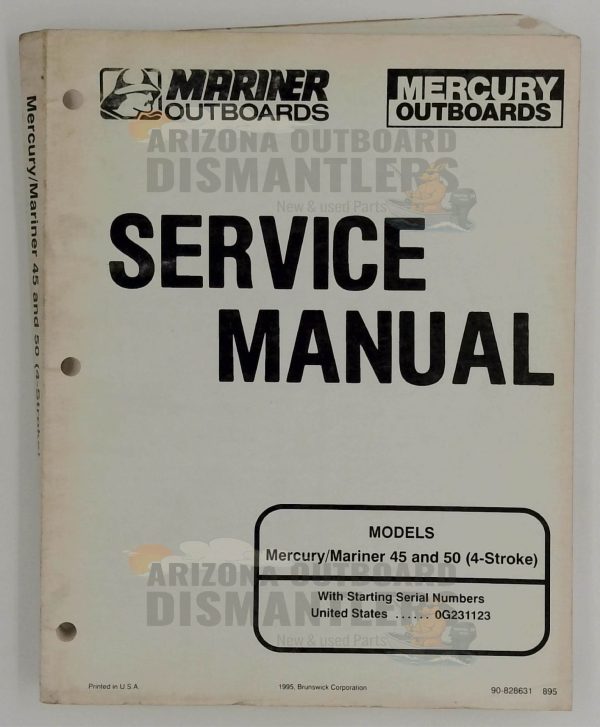 MARINER
OUTBOARDS
MERCURY
OUTBOARDS
ARIZONA OUTBOARD
DISMANTLERS
New & used Parts
SERVICE
MANUAL
Mercury/Mariner 45 and 50 (4-Stroke)
MODELS
Mercury/Mariner 45 and 50 (4-Stroke)
With Starting Serial Numbers
United States ...... 0G231123
ARIZONA OUTBOARD
DISMANTLERS
New & used Parts
Printed in U.S.A.
1995, Brunswick Corporation
90-828631 895